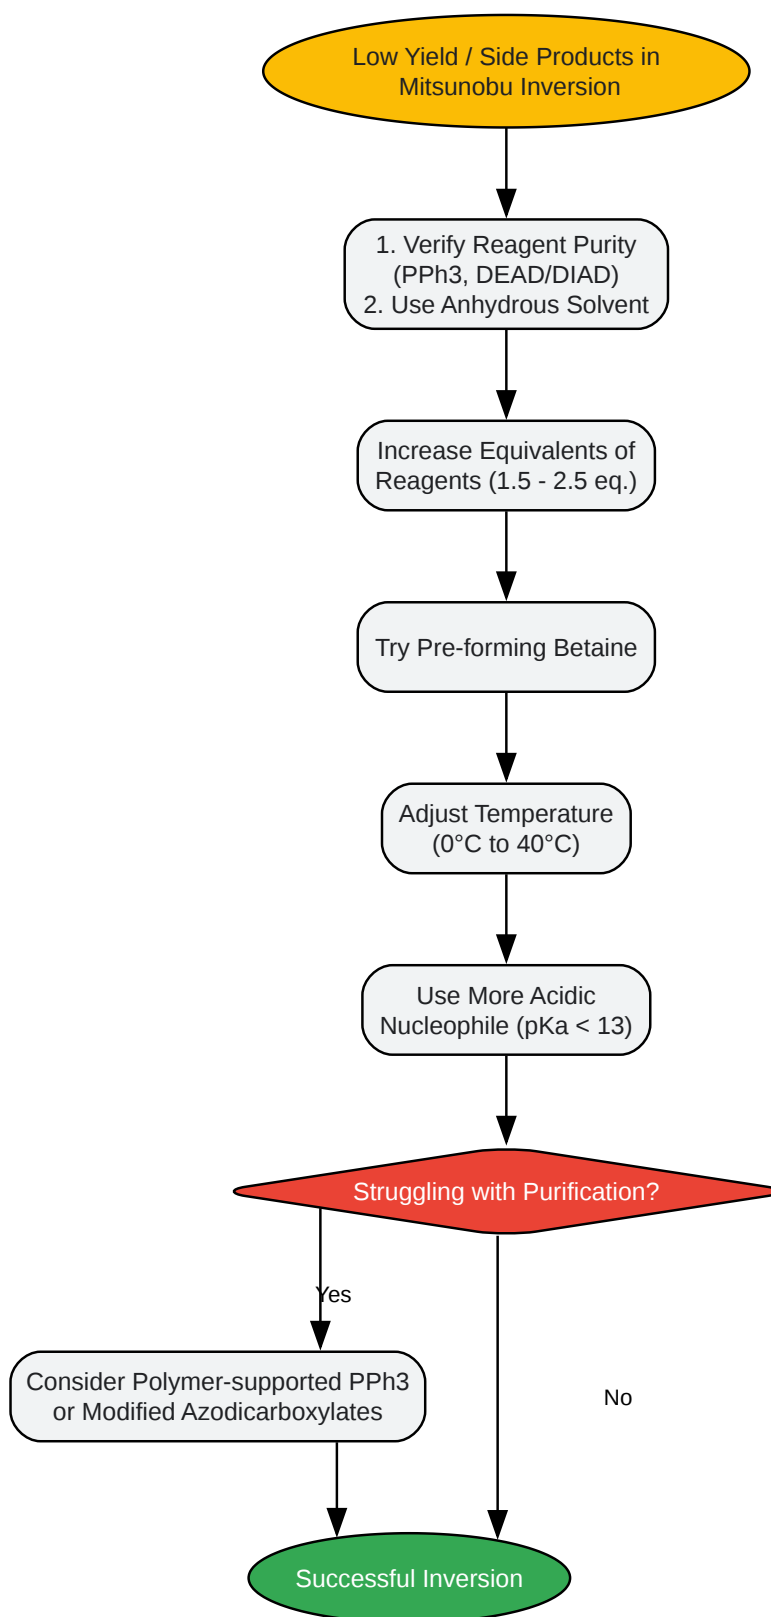 Low Yield / Side Products in
Mitsunobu Inversion
1. Verify Reagent Purity
(PPh3, DEAD/DIAD)
2. Use Anhydrous Solvent
Increase Equivalents of
Reagents (1.5 - 2.5 eq.)
Try Pre-forming Betaine
Adjust Temperature
(0°C to 40°C)
Use More Acidic
Nucleophile (pKa < 13)
Struggling with Purification?
Yes
Consider Polymer-supported PPh3
or Modified Azodicarboxylates
No
Successful Inversion